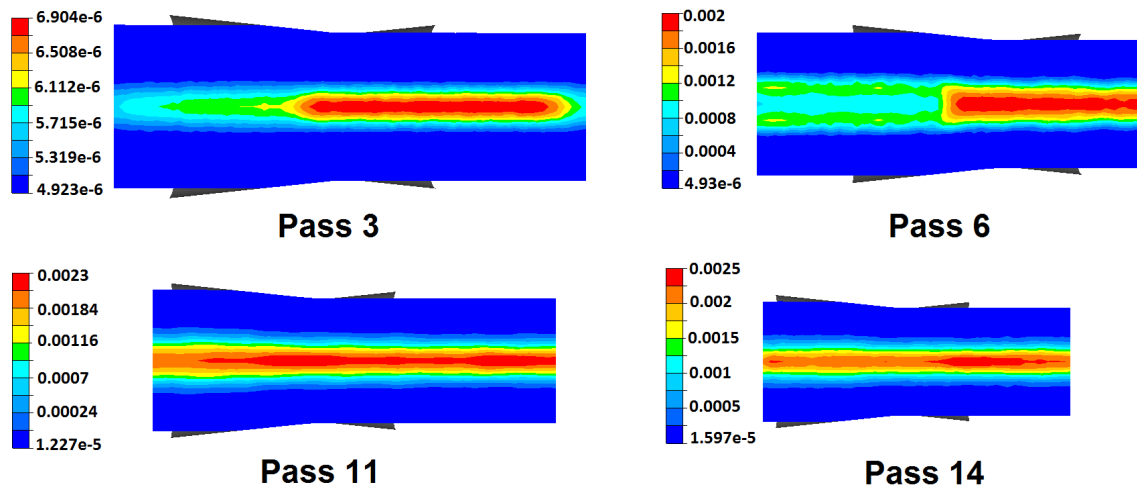 6.904e-6
6.508e-6
6.112e-6
5.715e-6
5.319e-6
4.923e-6
Pass 3
0.002
0.0016
0.0012
0.0008
0.0004
4.93e-6
Pass 6
0.0023
0.00184
0.00116
0.0007
0.00024
1.227e-5
Pass 11
0.0025
0.002
0.0015
0.001
0.0005
1.597e-5
Pass 14